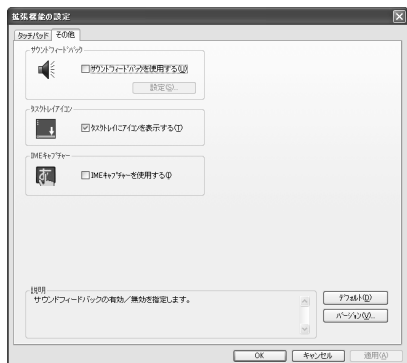 拡張機能の設定
タッチパッド その他
サウンドフィードバック
サウンドフィードバックを使用する(U)
設定(S)...
タスクトレイアイコン
タスクトレイにアイコンを表示する(T)
IMEキャプチャー
IMEキャプチャーを使用する(I)
説明
サウンドフィードバックの有効／無効を指定します。
デフォルト(D)
バージョン(V)...
OK キャンセル 適用(A)